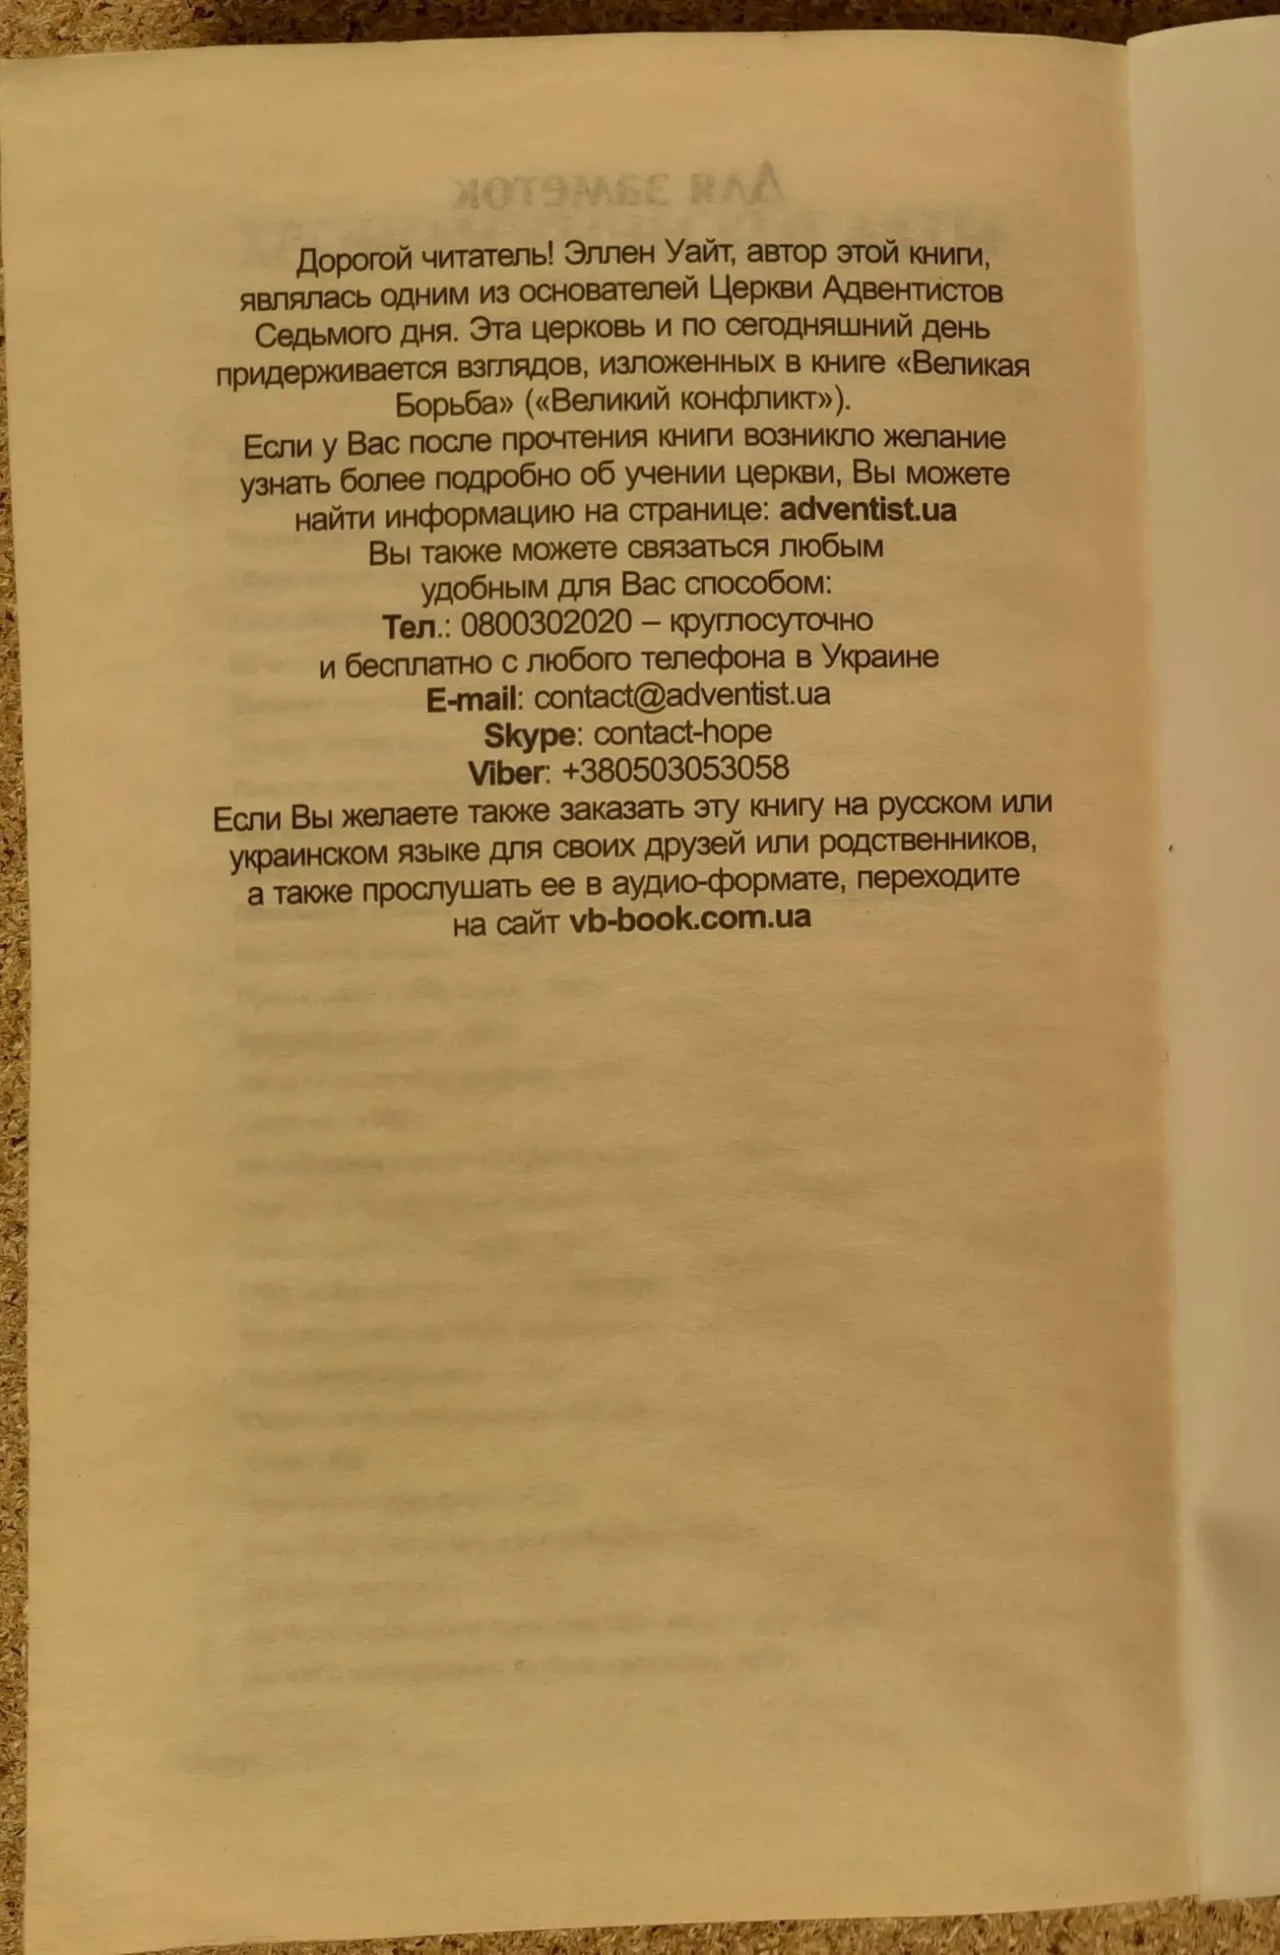 Для заметок
Дорогой читатель! Эллен Уайт, автор этой книги,
являлась одним из основателей Церкви Адвентистов
Седьмого дня. Эта церковь и по сегодняшний день
придерживается взглядов, изложенных в книге «Великая
Борьба» («Великий конфликт»).
Если у Вас после прочтения книги возникло желание
узнать более подробно об учении церкви, Вы можете
найти информацию на странице: adventist.ua
Вы также можете связаться любым
удобным для Вас способом:
Тел.: 0800302020 – круглосуточно
и бесплатно с любого телефона в Украине
E-mail: contact@adventist.ua
Skype: contact-hope
Viber: +380503053058
Если Вы желаете также заказать эту книгу на русском или
украинском языке для своих друзей или родственников,
а также прослушать ее в аудио-формате, переходите
на сайт vb-book.com.ua